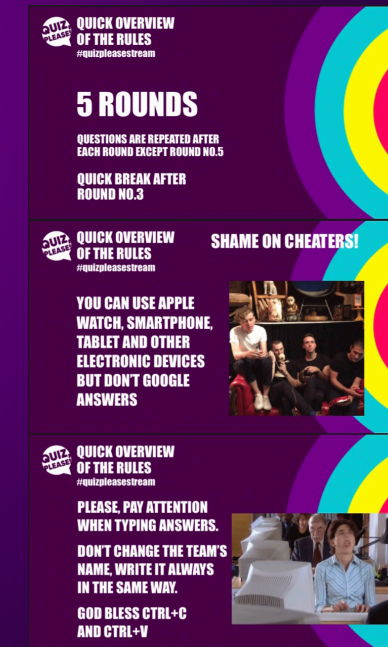 QUIZ,
PLEASE!
QUICK OVERVIEW
OF THE RULES
#quizpleasestream
5 ROUNDS
QUESTIONS ARE REPEATED AFTER
EACH ROUND EXCEPT ROUND NO.5
QUICK BREAK AFTER
ROUND NO.3
QUIZ,
PLEASE!
QUICK OVERVIEW
OF THE RULES
#quizpleasestream
SHAME ON CHEATERS!
YOU CAN USE APPLE
WATCH, SMARTPHONE,
TABLET AND OTHER
ELECTRONIC DEVICES
BUT DON'T GOOGLE
ANSWERS
QUIZ,
PLEASE!
QUICK OVERVIEW
OF THE RULES
#quizpleasestream
PLEASE, PAY ATTENTION
WHEN TYPING ANSWERS.
DON'T CHANGE THE TEAM'S
NAME, WRITE IT ALWAYS
IN THE SAME WAY.
GOD BLESS CTRL+C
AND CTRL+V